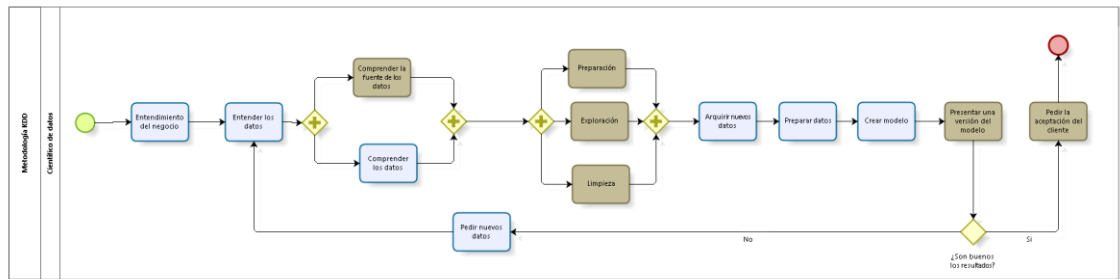 Metodología KDD
Científico de datos
Entendimiento
del negocio
Entender los
datos
Comprender la
fuente de los
datos
Comprender
los datos
Preparación
Exploración
Limpieza
Arquirir nuevos
datos
Preparar datos
Crear modelo
Presentar una
versión del
modelo
Pedir la
aceptación del
cliente
Pedir nuevos
datos
No
Si
¿Son buenos
los resultados?